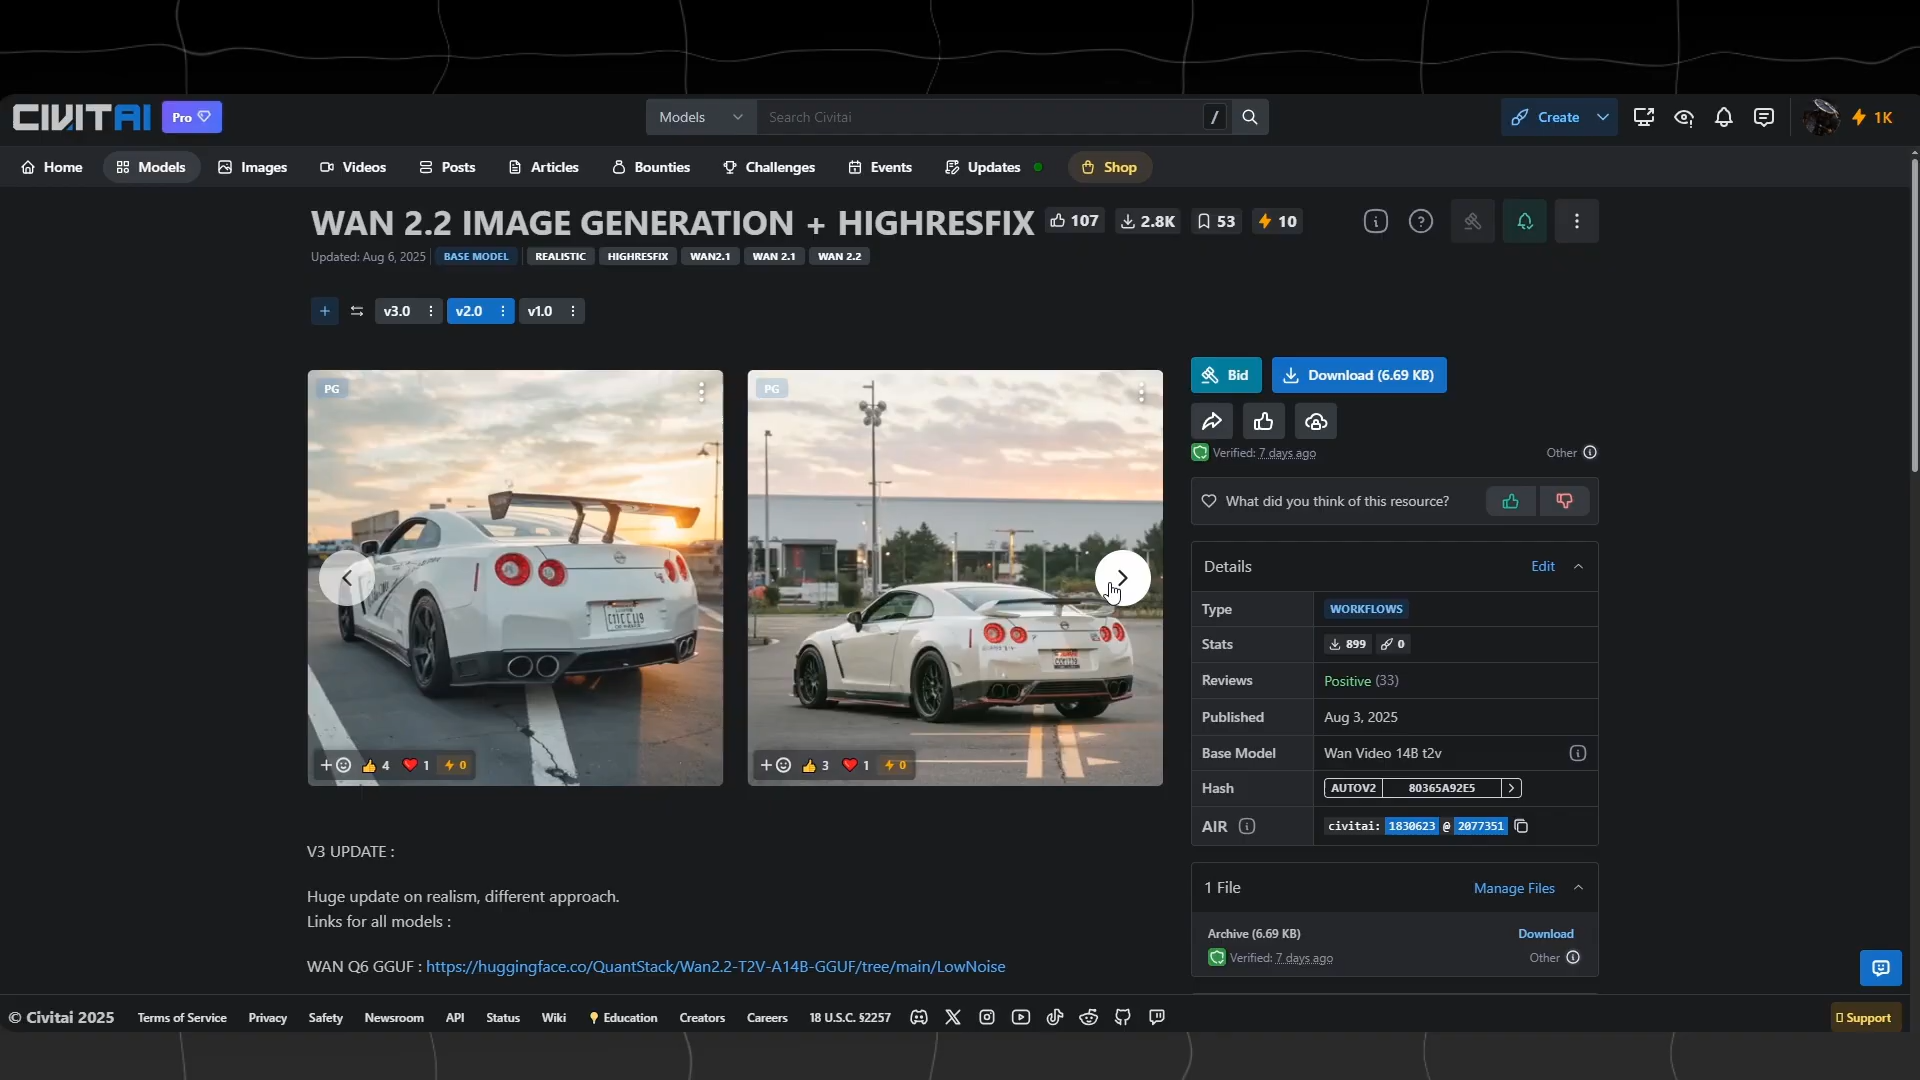 CIVITAI Pro Models Search Civitai / Create 1K
Home Models Images Videos Posts Articles Bounties Challenges Events Updates Shop
WAN 2.2 IMAGE GENERATION + HIGHRESFIX 107 2.8K 53 10
Updated: Aug 6, 2025 BASE MODEL REALISTIC HIGHRESFIX WAN2.1 WAN 2.1 WAN 2.2
v3.0 v2.0 v1.0
Bid Download (6.69 KB)
PG PG
Verified: 7 days ago Other
What did you think of this resource?
Details Edit
Type WORKFLOWS
Stats 899 0
Reviews Positive (33)
Published Aug 3, 2025
Base Model Wan Video 14B t2v
4 1 0 3 1 0
Hash AUTOV2 80365A92E5
AIR civitai: 1830623 @ 2077351
V3 UPDATE :
Huge update on realism, different approach.
Links for all models :
WAN Q6 GGUF : https://huggingface.co/QuantStack/Wan2.2-T2V-A14B-GGUF/tree/main/LowNoise
1 File Manage Files
Archive (6.69 KB) Download
Verified: 7 days ago Other
© Civitai 2025 Terms of Service Privacy Safety Newsroom API Status Wiki Education Creators Careers 18 U.S.C. §2257 Support